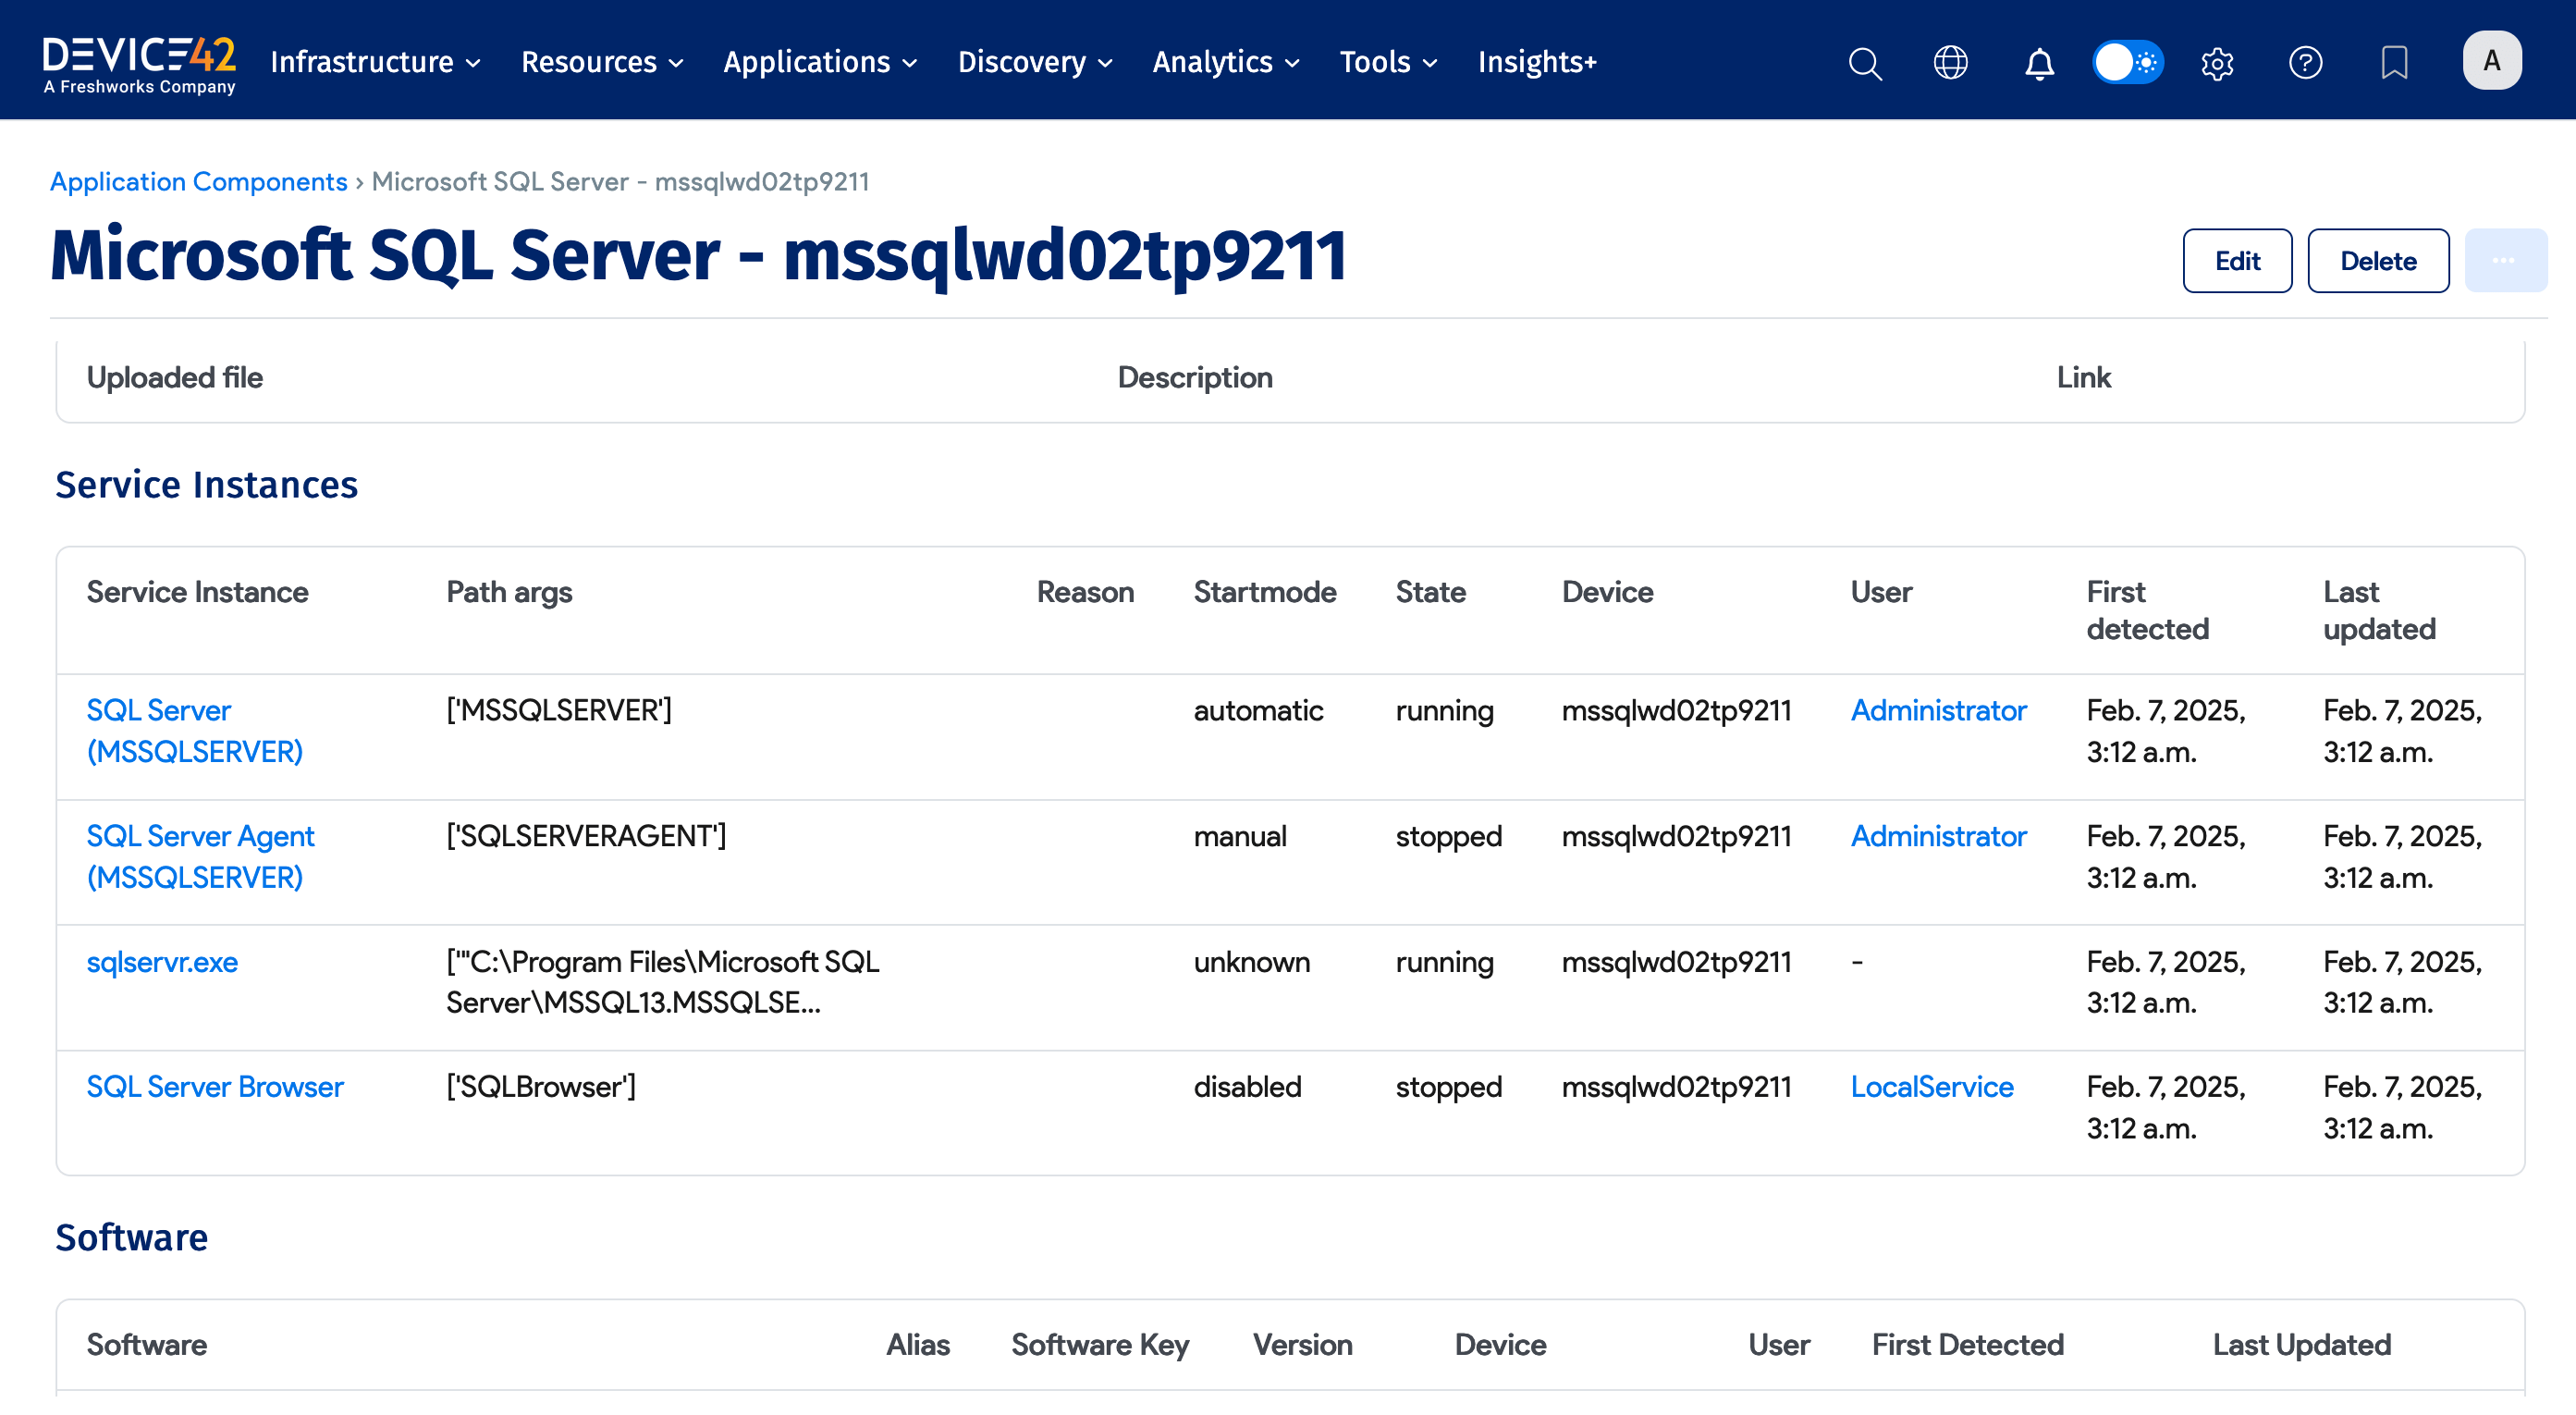 DEVICE42
A Freshworks Company
Infrastructure Resources Applications Discovery Analytics Tools Insights+
A
Application Components › Microsoft SQL Server - mssqlwd02tp9211
Microsoft SQL Server - mssqlwd02tp9211
Edit Delete ...
Uploaded file Description Link
Service Instances
Service Instance Path args Reason Startmode State Device User First detected Last updated
SQL Server (MSSQLSERVER) ['MSSQLSERVER'] automatic running mssqlwd02tp9211 Administrator Feb. 7, 2025, 3:12 a.m. Feb. 7, 2025, 3:12 a.m.
SQL Server Agent (MSSQLSERVER) ['SQLSERVERAGENT'] manual stopped mssqlwd02tp9211 Administrator Feb. 7, 2025, 3:12 a.m. Feb. 7, 2025, 3:12 a.m.
sqlservr.exe ['"C:\Program Files\Microsoft SQL Server\MSSQL13.MSSQLSE... unknown running mssqlwd02tp9211 - Feb. 7, 2025, 3:12 a.m. Feb. 7, 2025, 3:12 a.m.
SQL Server Browser ['SQLBrowser'] disabled stopped mssqlwd02tp9211 LocalService Feb. 7, 2025, 3:12 a.m. Feb. 7, 2025, 3:12 a.m.
Software
Software Alias Software Key Version Device User First Detected Last Updated